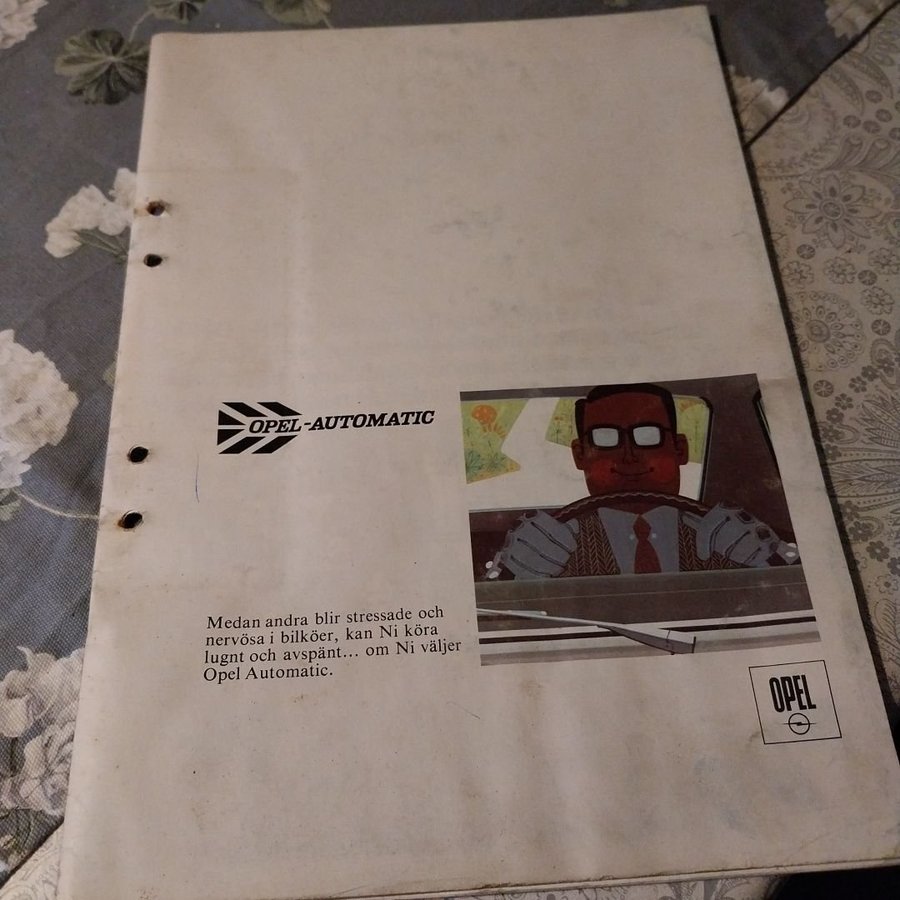 OPEL-AUTOMATIC
Medan andra blir stressade och
nervösa i bilköer, kan Ni köra
lugnt och avspänt... om Ni väljer
Opel Automatic.
OPEL